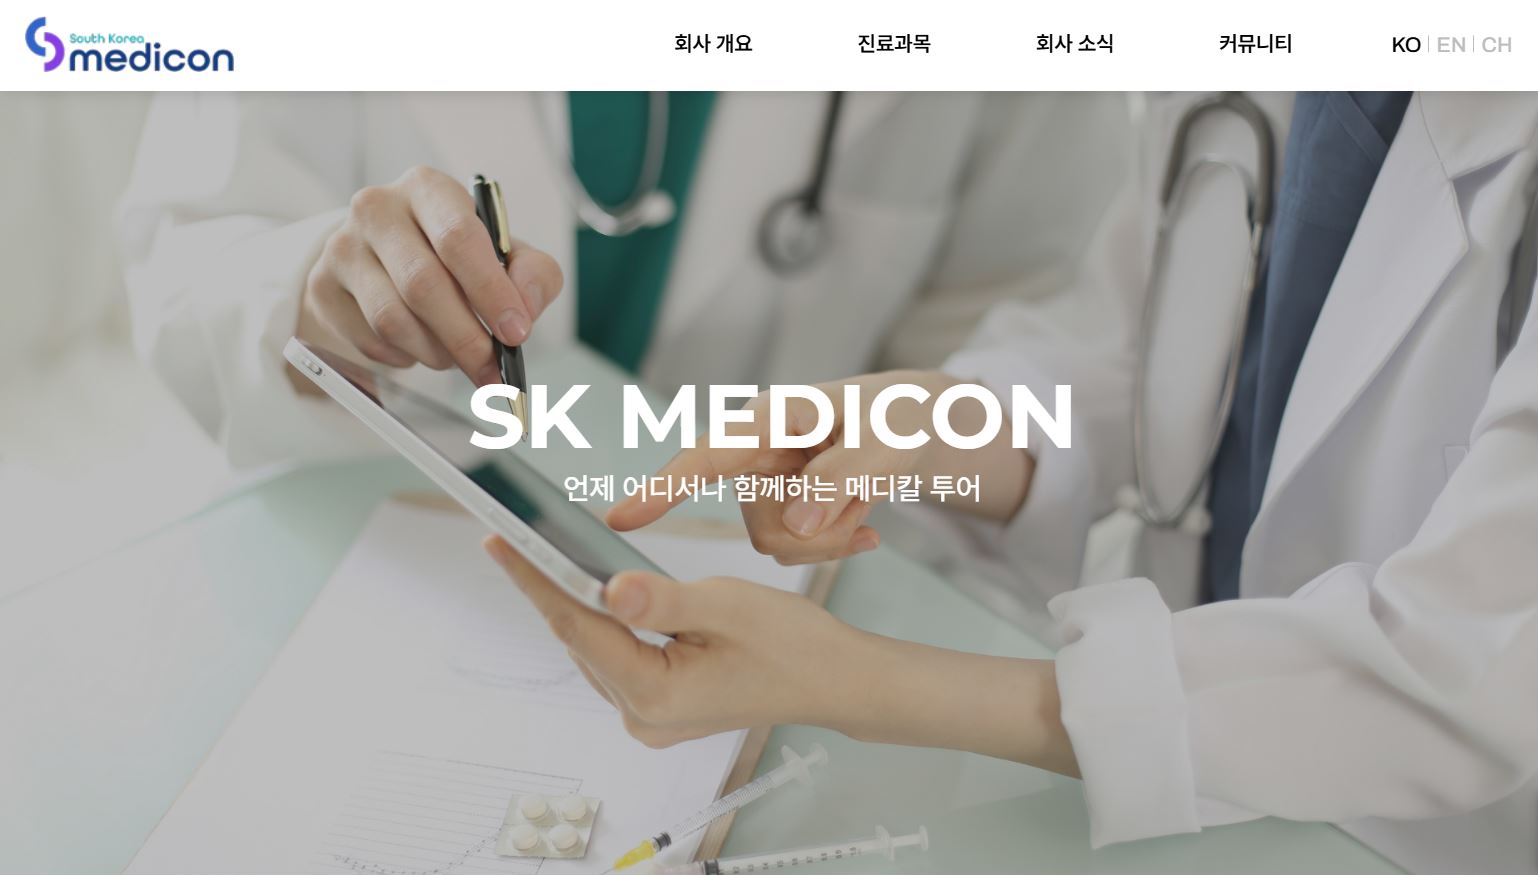 South Korea
medicon
회사 개요
진료과목
회사 소식
커뮤니티
KO | EN | CH
SK MEDICON
언제 어디서나 함께하는 메디칼 투어